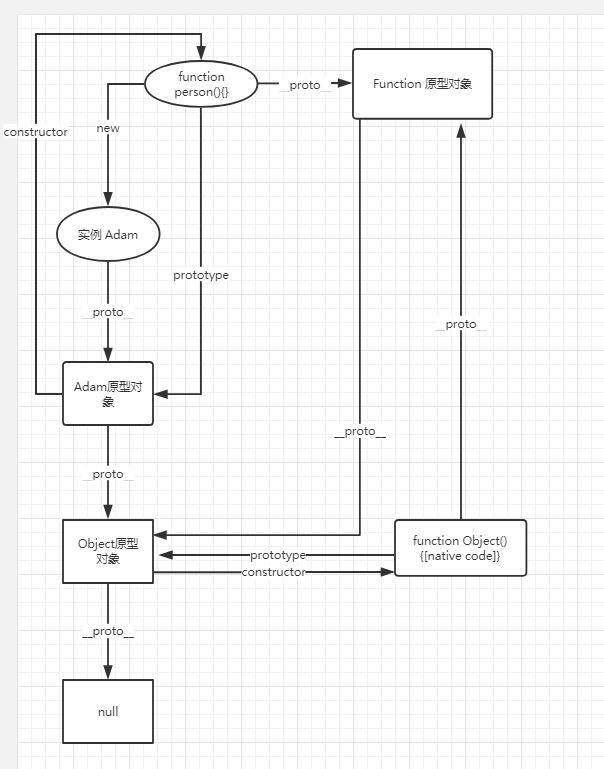 function
person(){}
__proto__
Function 原型对象
constructor
new
实例 Adam
prototype
__proto__
__proto__
Adam原型对
象
__proto__
__proto__
Object原型
对象
function Object()
{[native code]}
prototype
constructor
__proto__
null